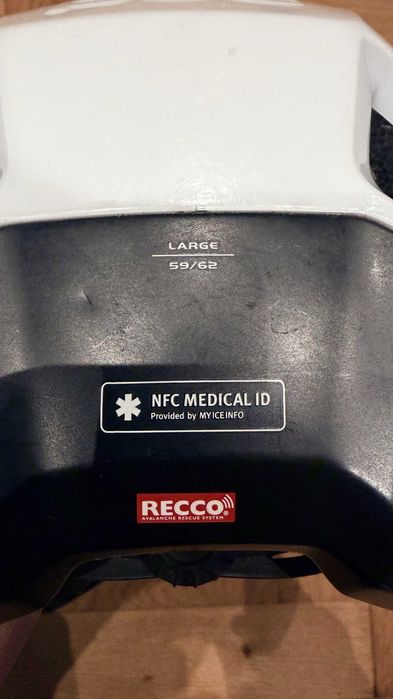 LARGE
59/62
NFC MEDICAL ID
Provided by MYICEINFO
RECCO®
AVALANCHE RESCUE SYSTEM